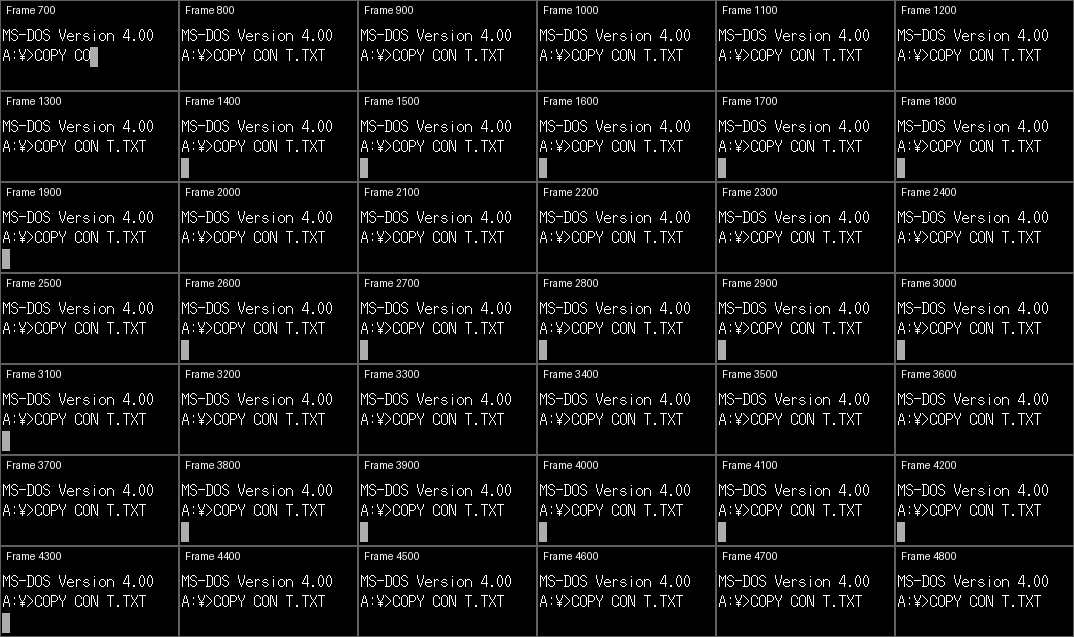 Frame 700 Frame 800 Frame 900 Frame 1000 Frame 1100 Frame 1200
MS-DOS Version 4.00 MS-DOS Version 4.00 MS-DOS Version 4.00 MS-DOS Version 4.00 MS-DOS Version 4.00 MS-DOS Version 4.00
A:¥>COPY CO A:¥>COPY CON T.TXT A:¥>COPY CON T.TXT A:¥>COPY CON T.TXT A:¥>COPY CON T.TXT A:¥>COPY CON T.TXT
Frame 1300 Frame 1400 Frame 1500 Frame 1600 Frame 1700 Frame 1800
MS-DOS Version 4.00 MS-DOS Version 4.00 MS-DOS Version 4.00 MS-DOS Version 4.00 MS-DOS Version 4.00 MS-DOS Version 4.00
A:¥>COPY CON T.TXT A:¥>COPY CON T.TXT A:¥>COPY CON T.TXT A:¥>COPY CON T.TXT A:¥>COPY CON T.TXT A:¥>COPY CON T.TXT
Frame 1900 Frame 2000 Frame 2100 Frame 2200 Frame 2300 Frame 2400
MS-DOS Version 4.00 MS-DOS Version 4.00 MS-DOS Version 4.00 MS-DOS Version 4.00 MS-DOS Version 4.00 MS-DOS Version 4.00
A:¥>COPY CON T.TXT A:¥>COPY CON T.TXT A:¥>COPY CON T.TXT A:¥>COPY CON T.TXT A:¥>COPY CON T.TXT A:¥>COPY CON T.TXT
Frame 2500 Frame 2600 Frame 2700 Frame 2800 Frame 2900 Frame 3000
MS-DOS Version 4.00 MS-DOS Version 4.00 MS-DOS Version 4.00 MS-DOS Version 4.00 MS-DOS Version 4.00 MS-DOS Version 4.00
A:¥>COPY CON T.TXT A:¥>COPY CON T.TXT A:¥>COPY CON T.TXT A:¥>COPY CON T.TXT A:¥>COPY CON T.TXT A:¥>COPY CON T.TXT
Frame 3100 Frame 3200 Frame 3300 Frame 3400 Frame 3500 Frame 3600
MS-DOS Version 4.00 MS-DOS Version 4.00 MS-DOS Version 4.00 MS-DOS Version 4.00 MS-DOS Version 4.00 MS-DOS Version 4.00
A:¥>COPY CON T.TXT A:¥>COPY CON T.TXT A:¥>COPY CON T.TXT A:¥>COPY CON T.TXT A:¥>COPY CON T.TXT A:¥>COPY CON T.TXT
Frame 3700 Frame 3800 Frame 3900 Frame 4000 Frame 4100 Frame 4200
MS-DOS Version 4.00 MS-DOS Version 4.00 MS-DOS Version 4.00 MS-DOS Version 4.00 MS-DOS Version 4.00 MS-DOS Version 4.00
A:¥>COPY CON T.TXT A:¥>COPY CON T.TXT A:¥>COPY CON T.TXT A:¥>COPY CON T.TXT A:¥>COPY CON T.TXT A:¥>COPY CON T.TXT
Frame 4300 Frame 4400 Frame 4500 Frame 4600 Frame 4700 Frame 4800
MS-DOS Version 4.00 MS-DOS Version 4.00 MS-DOS Version 4.00 MS-DOS Version 4.00 MS-DOS Version 4.00 MS-DOS Version 4.00
A:¥>COPY CON T.TXT A:¥>COPY CON T.TXT A:¥>COPY CON T.TXT A:¥>COPY CON T.TXT A:¥>COPY CON T.TXT A:¥>COPY CON T.TXT